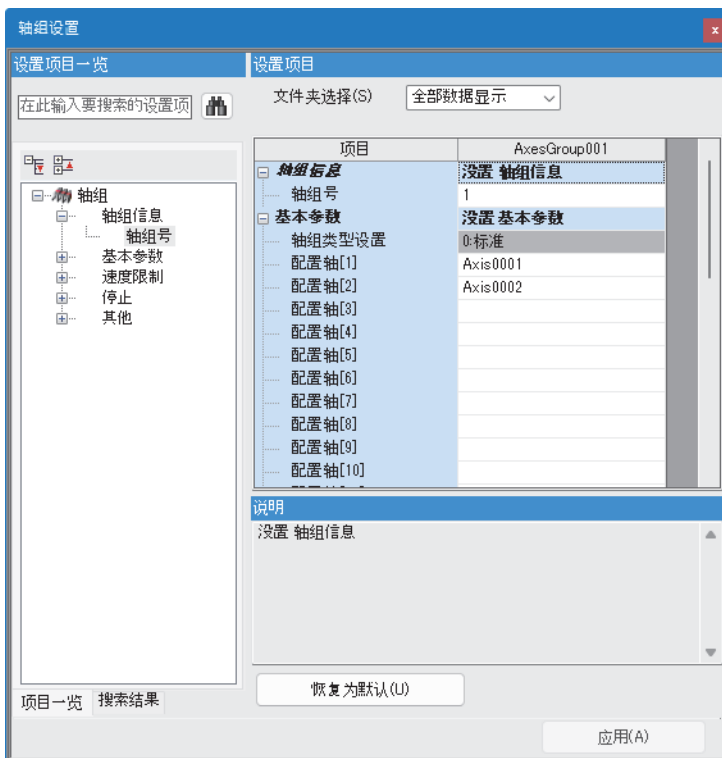 轴组设置
x
设置项目一览
在此输入要搜索的设置项
轴组
轴组信息
轴组号
基本参数
速度限制
停止
其他
项目一览 搜索结果
设置项目
文件夹选择(S) 全部数据显示
项目 AxesGroup001
轴组信息 没置 轴组信息
轴组号 1
基本参数 没置 基本参数
轴组类型设置 0:标准
配置轴[1] Axis0001
配置轴[2] Axis0002
配置轴[3]
配置轴[4]
配置轴[5]
配置轴[6]
配置轴[7]
配置轴[8]
配置轴[9]
配置轴[10]
说明
没置 轴组信息
恢复为默认(U)
应用(A)